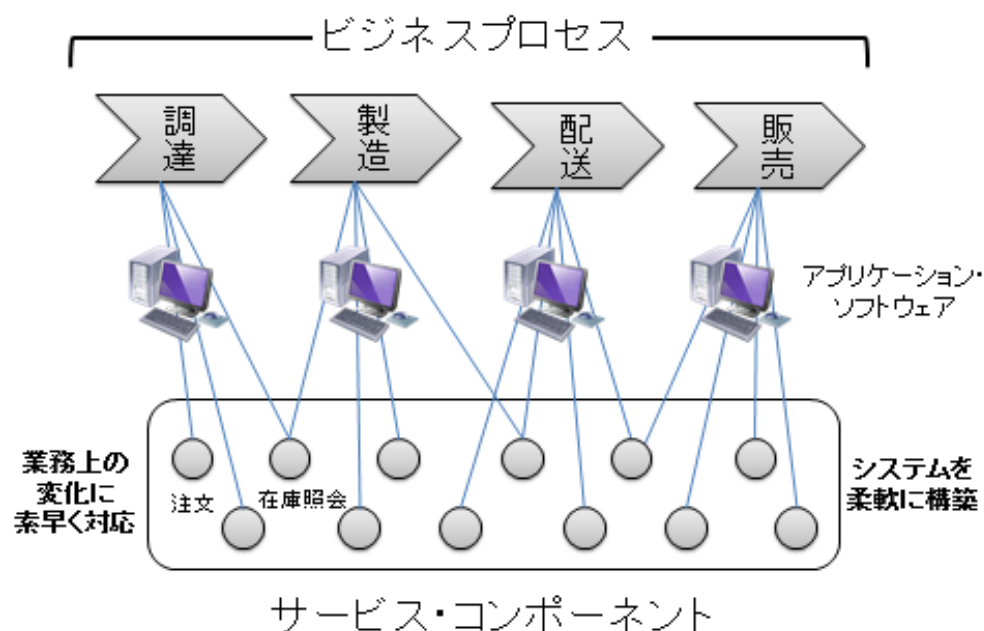 ビジネスプロセス
調達
製造
配送
販売
アプリケーション・
ソフトウェア
業務上の
変化に
素早く対応
注文
在庫照会
システムを
柔軟に構築
サービス・コンポーネント